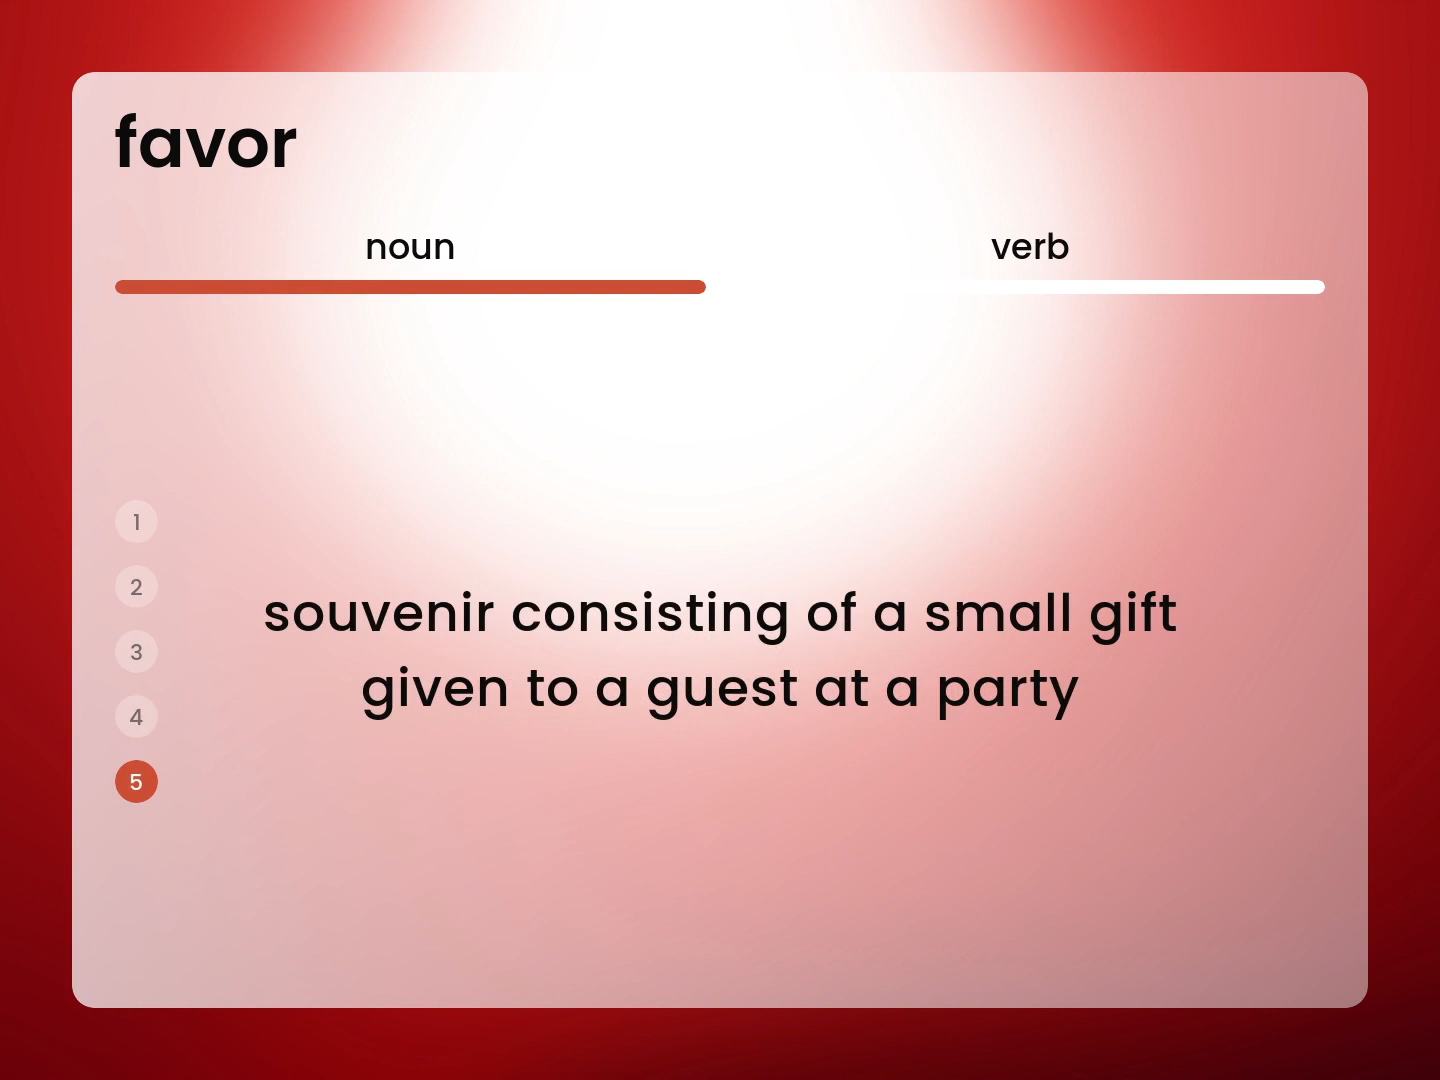 favor
noun
verb
1
2
3
4
5
souvenir consisting of a small gift
given to a guest at a party